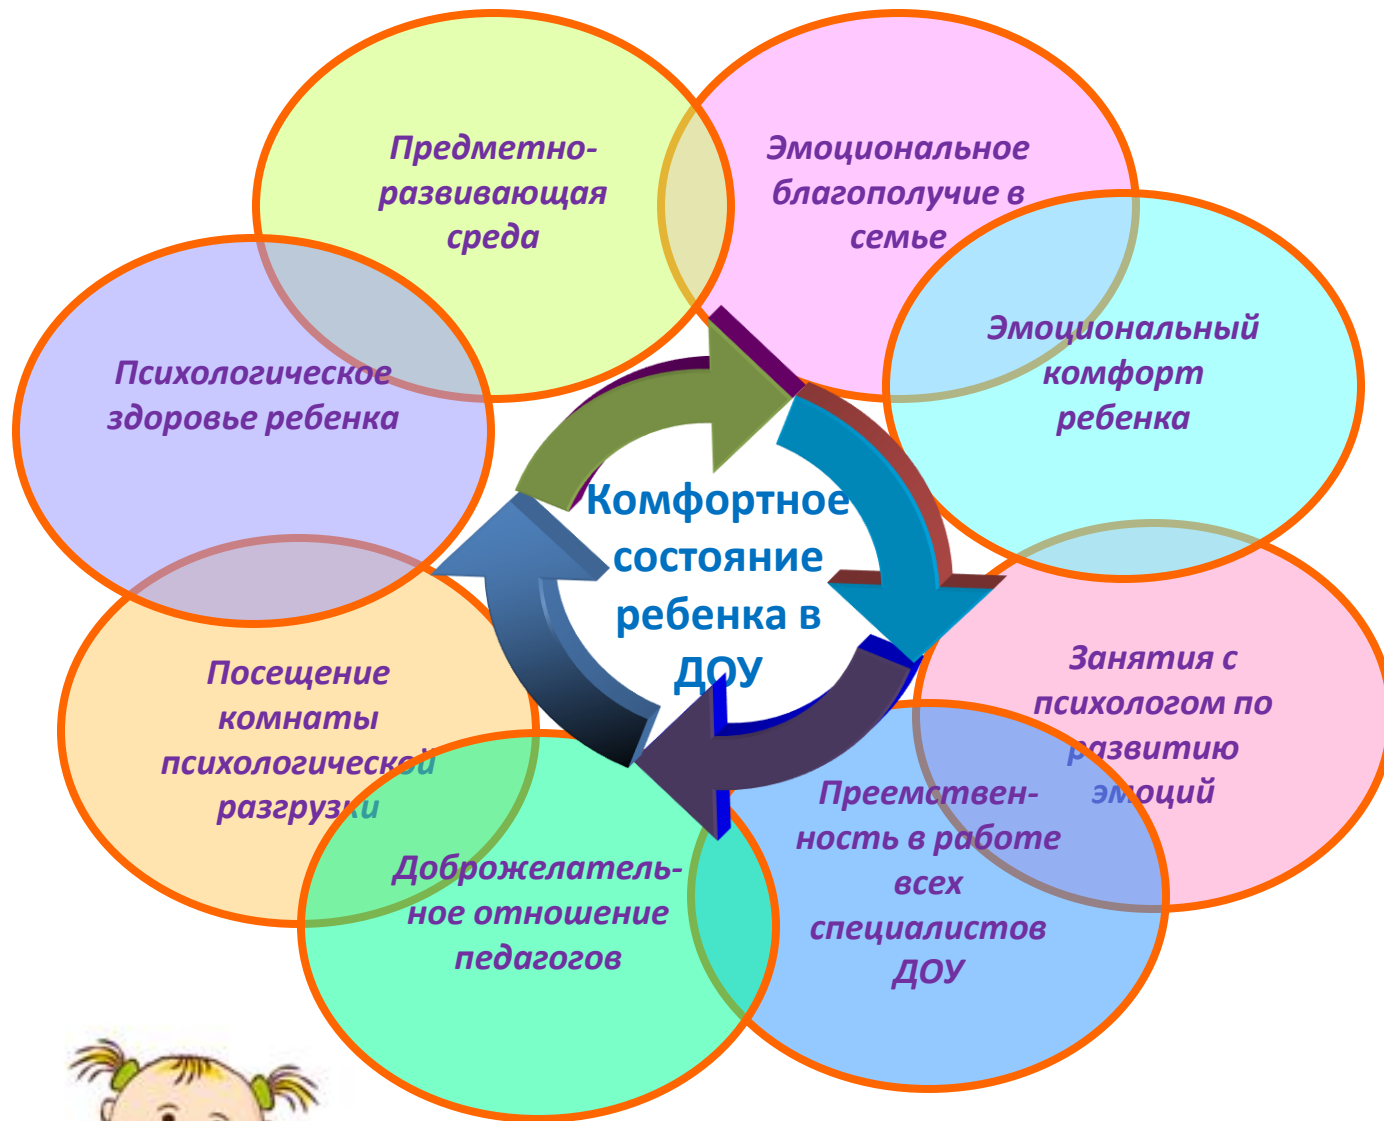 Предметно-
развивающая
среда
Эмоциональное
благополучие в
семье
Эмоциональный
комфорт
ребенка
Психологическое
здоровье ребенка
Комфортное
состояние
ребенка в
ДОУ
Занятия с
психологом по
развитию
эмоций
Посещение
комнаты
психологической
разгрузки
Преемствен-
ность в работе
всех
специалистов
ДОУ
Доброжелатель-
ное отношение
педагогов